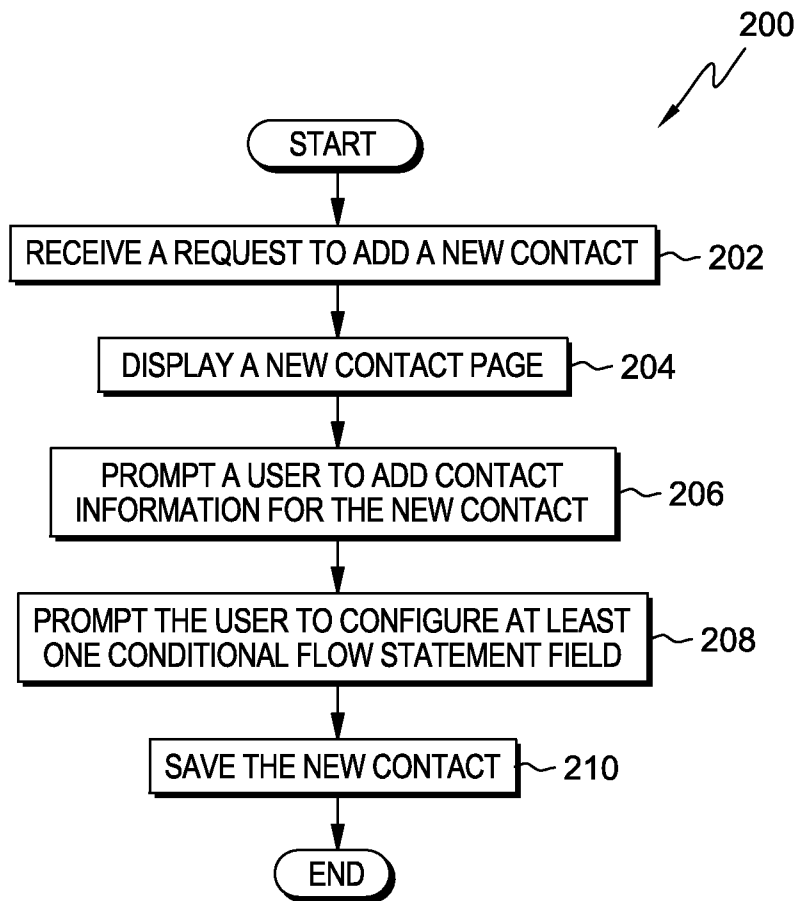 200
START
RECEIVE A REQUEST TO ADD A NEW CONTACT
202
DISPLAY A NEW CONTACT PAGE
204
PROMPT A USER TO ADD CONTACT
INFORMATION FOR THE NEW CONTACT
206
PROMPT THE USER TO CONFIGURE AT LEAST
ONE CONDITIONAL FLOW STATEMENT FIELD
208
SAVE THE NEW CONTACT
210
END